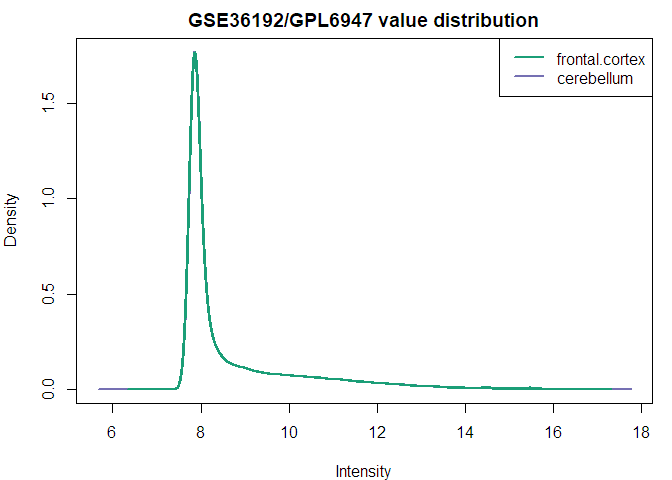 GSE36192/GPL6947 value distribution
frontal.cortex
cerebellum
Density
0.0
0.5
1.0
1.5
6
8
10
12
14
16
18
Intensity